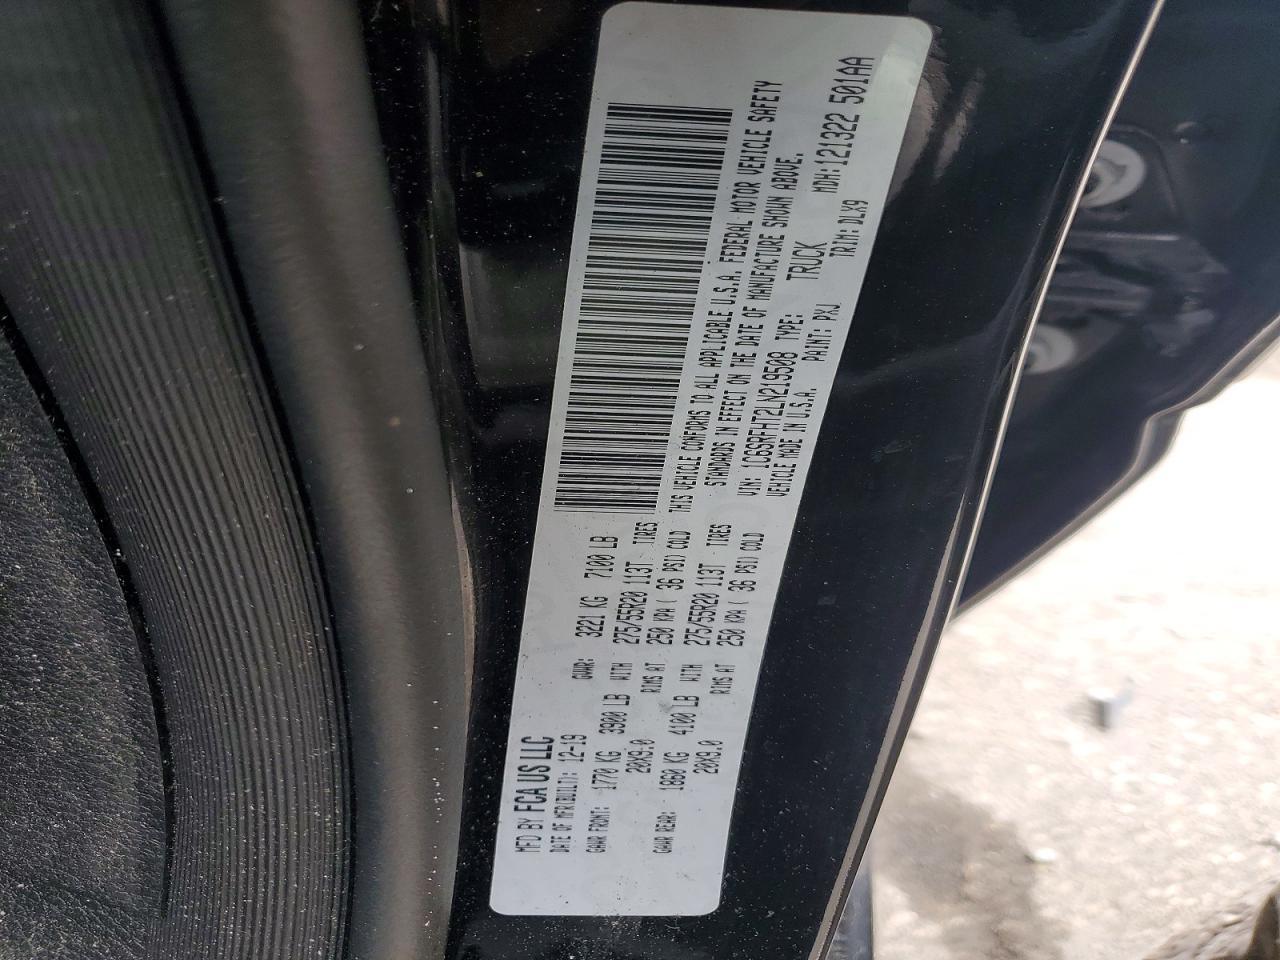 MFD BY FCA US LLC
DATE OF MFR(BUILT): 12-19 GVWR: 3221 KG 7100 LB
GAWR FRONT: 1770 KG 3900 LB WITH 275/55R20 113T TIRES
20X9.0 RIMS AT 250 KPA ( 36 PSI) COLD
GAWR REAR: 1860 KG 4100 LB WITH 275/55R20 113T TIRES
20X9.0 RIMS AT 250 KPA ( 36 PSI) COLD
THIS VEHICLE CONFORMS TO ALL APPLICABLE U.S.A. FEDERAL MOTOR VEHICLE SAFETY
STANDARDS IN EFFECT ON THE DATE OF MANUFACTURE SHOWN ABOVE.
VIN: 1C6SRFHT2LN219508 TYPE: TRUCK MDH:121322 501AA
VEHICLE MADE IN U.S.A. PAINT: PXJ TRIM: DLX9